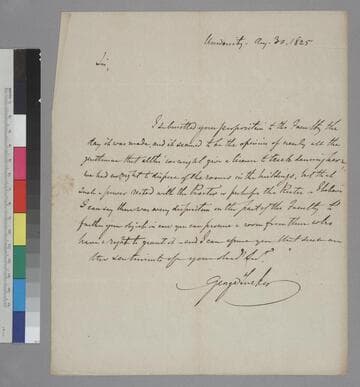 University. Aug. 30. 1825
Sir,
I submitted your proposition to the Faculty the
day it was made, and it seemed to be the opinion of nearly all the
gentlemen that altho' we might give a licence to teach dancing here
we had no right to dispose of the rooms in the buildings, but that
such a power rested with the Rector or perhaps the Rector &
I can say there was every disposition on the part of the Faculty to
further your object in case you can procure a room from those who
have a right to grant it and I can assure you that such are
the sentiments of your obedt. Sert.
George Tucker